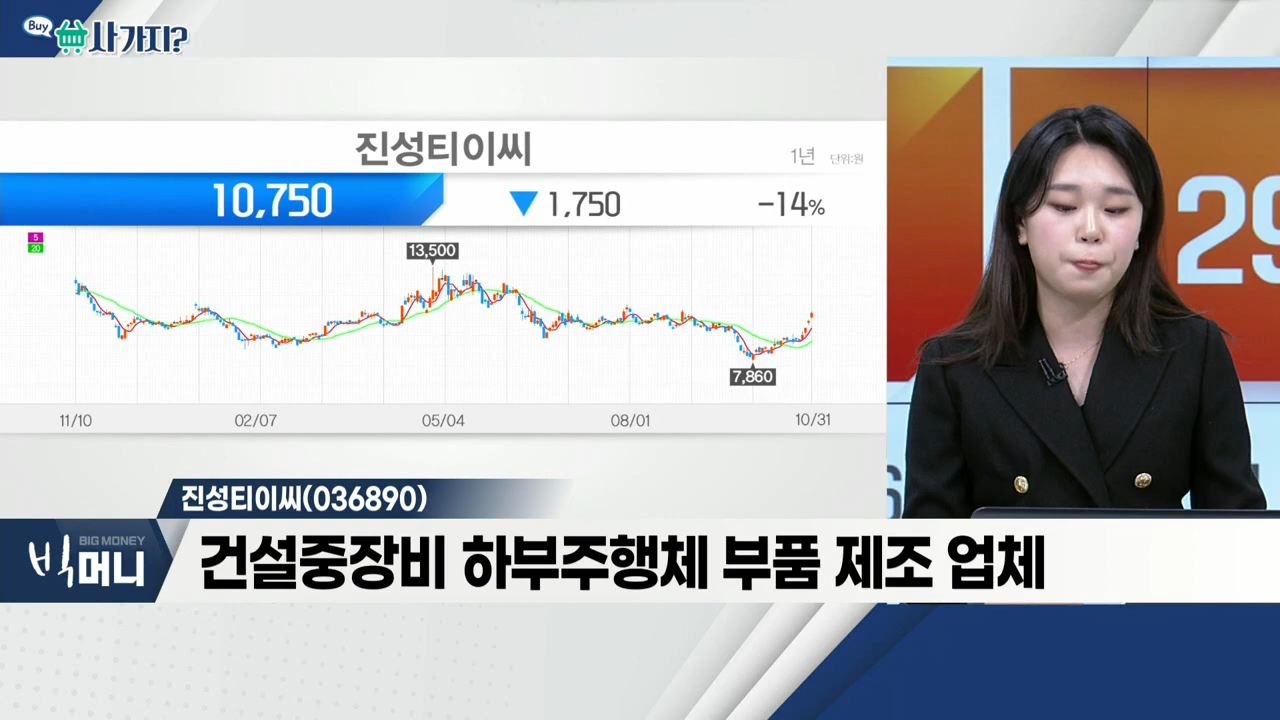 Buy
사가지?
진성티이씨
1년 단위:원
10,750 ▼ 1,750 -14%
5
20
13,500
7,860
11/10 02/07 05/04 08/01 10/31
29
진성티이씨(036890)
BIG MONEY
빅머니
건설중장비 하부주행체 부품 제조 업체